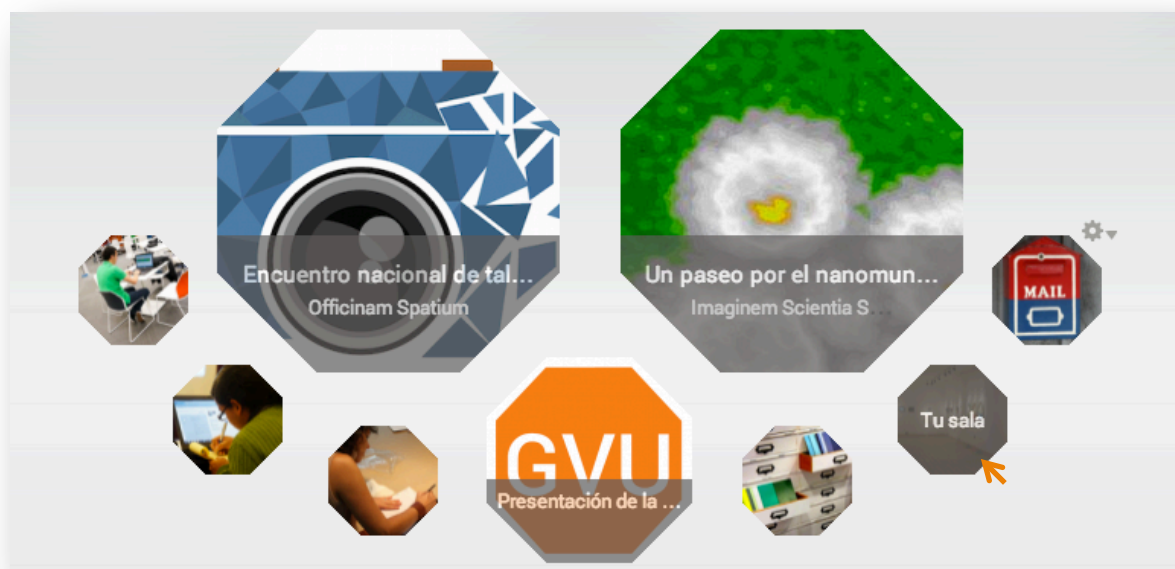 Encuentro nacional de tal...
Officinam Spatium
Un paseo por el nanomun...
Imaginem Scientia S...
MAIL
Tu sala
GVU
Presentación de la ...